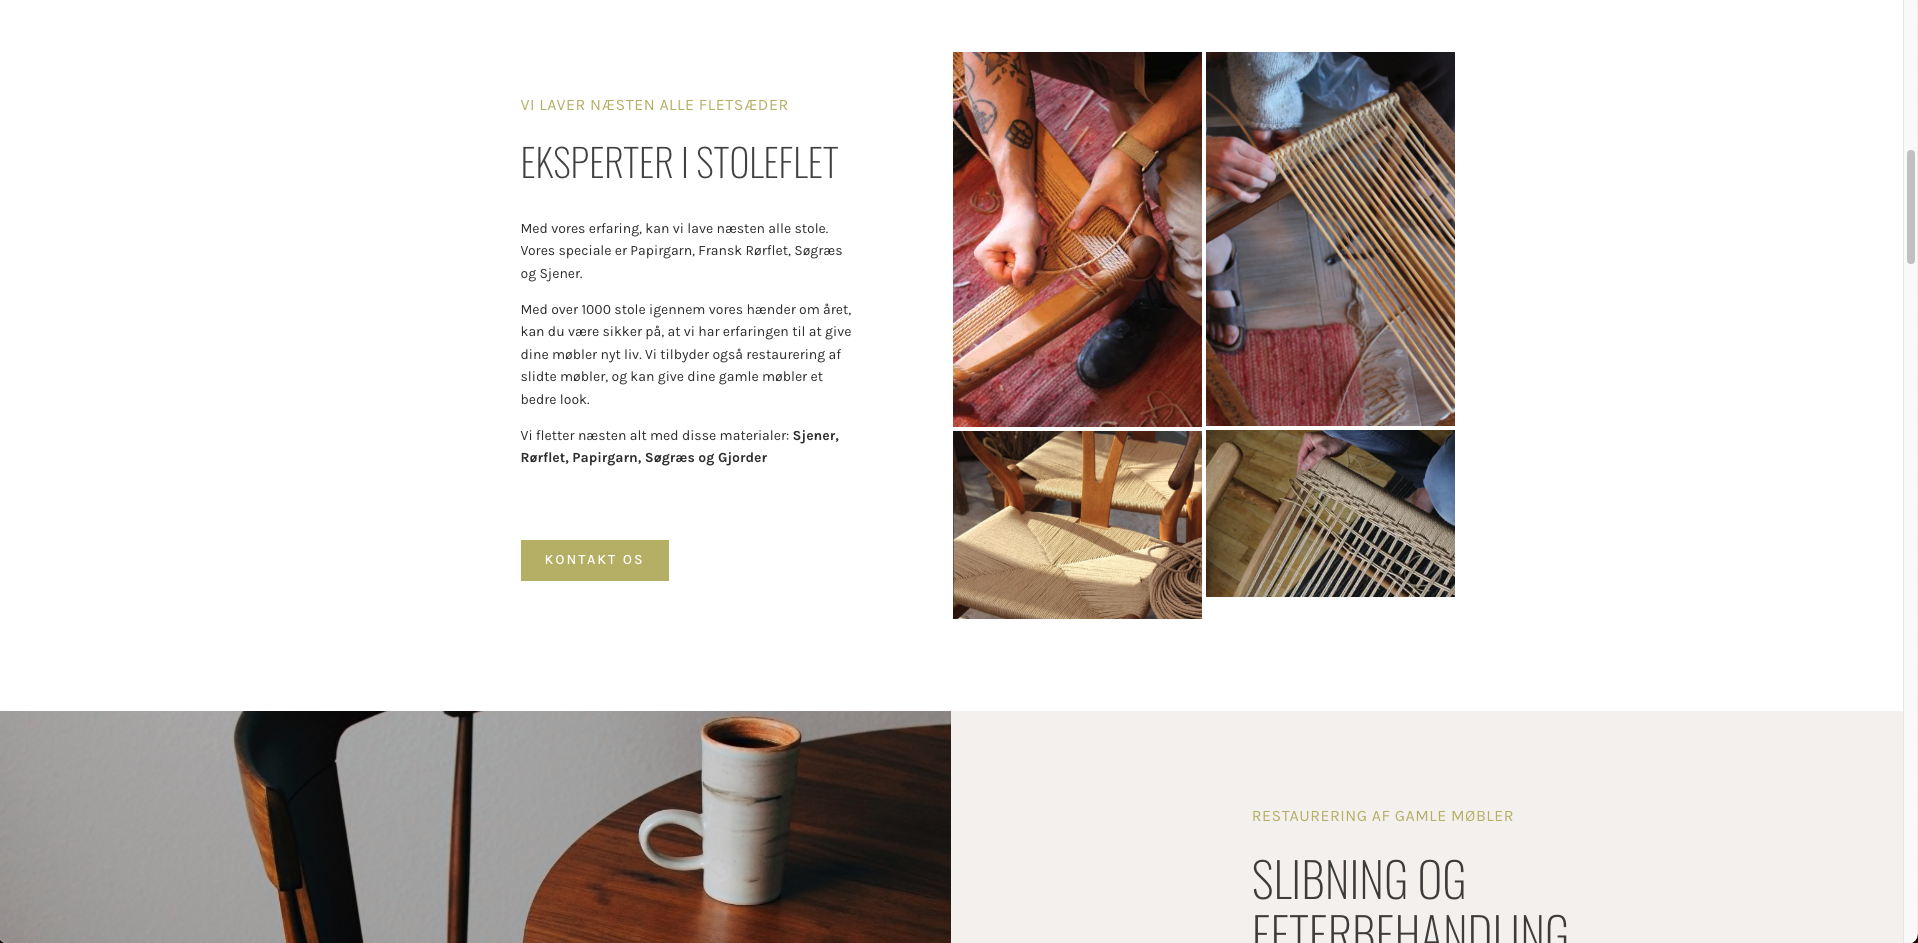 VI LAVER NÆSTEN ALLE FLETSÆDER
EKSPERTER I STOLEFLET
Med vores erfaring, kan vi lave næsten alle stole.
Vores speciale er Papirgarn, Fransk Rørflet, Søgræs
og Sjener.
Med over 1000 stole igennem vores hænder om året,
kan du være sikker på, at vi har erfaringen til at give
dine møbler nyt liv. Vi tilbyder også restaurering af
slidte møbler, og kan give dine gamle møbler et
bedre look.
Vi fletter næsten alt med disse materialer: Sjener,
Rørflet, Papirgarn, Søgræs og Gjorder
KONTAKT OS
RESTAURERING AF GAMLE MØBLER
SLIBNING OG
EFTERBEHANDLING